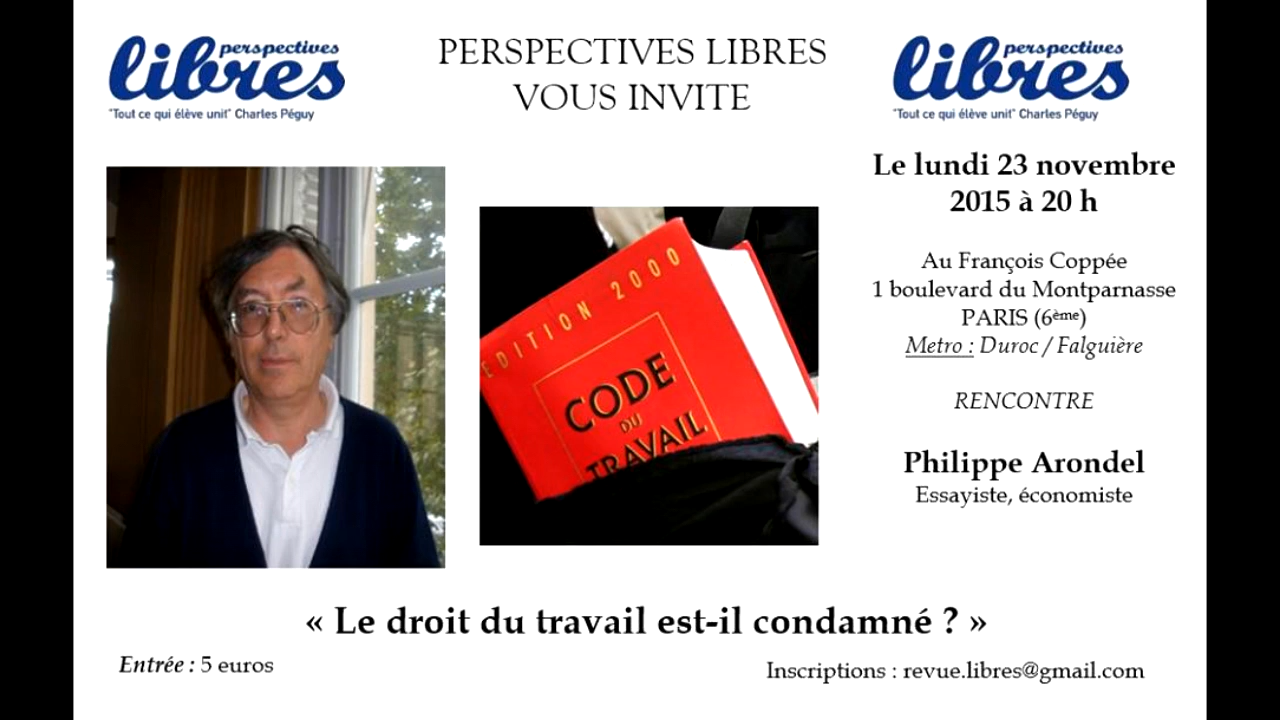 perspectives
libres
"Tout ce qui élève unit" Charles Péguy
PERSPECTIVES LIBRES
VOUS INVITE
perspectives
libres
"Tout ce qui élève unit" Charles Péguy
Le lundi 23 novembre
2015 à 20 h
Au François Coppée
1 boulevard du Montparnasse
PARIS (6ème)
Metro : Duroc / Falguière
RENCONTRE
Philippe Arondel
Essayiste, économiste
EDITION 2000
CODE
DU
TRAVAIL
« Le droit du travail est-il condamné ? »
Entrée : 5 euros
Inscriptions : revue.libres@gmail.com